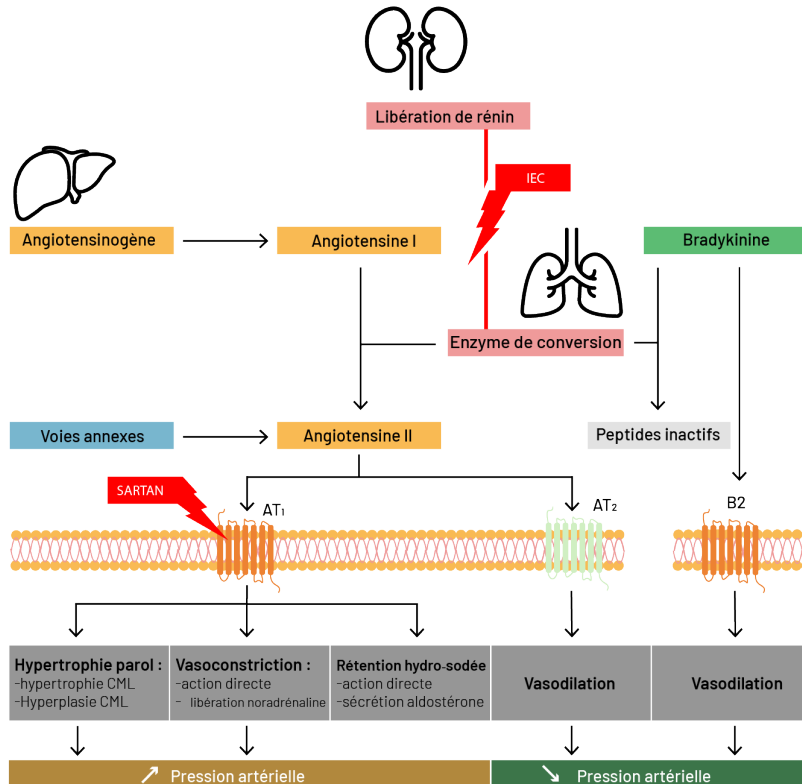 Libération de rénin
IEC
Angiotensinogène
Angiotensine I
Bradykinine
Enzyme de conversion
Voies annexes
Angiotensine II
Peptides inactifs
SARTAN
AT₁
AT₂
B2
Hypertrophie parol :
-hypertrophie CML
-Hyperplasie CML
Vasoconstriction :
-action directe
- libération noradrénaline
Rétention hydro-sodée
-action directe
-sécrétion aldostérone
Vasodilation
Vasodilation
Pression artérielle
Pression artérielle